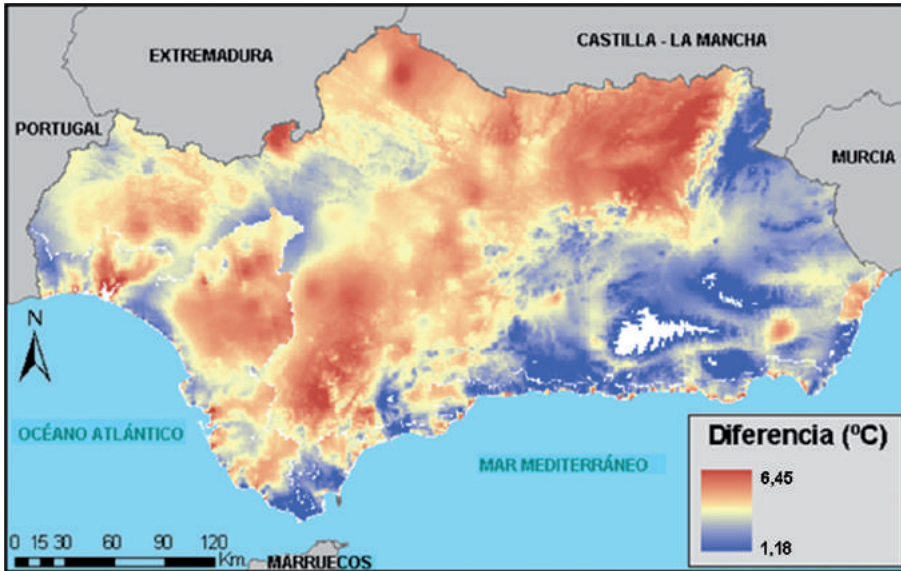 EXTREMADURA
CASTILLA - LA MANCHA
PORTUGAL
MURCIA
N
OCÉANO ATLÁNTICO
MAR MEDITERRÁNEO
Diferencia (ºC)
6,45
1,18
0 15 30 60 90 120
Km.
MARRUECOS